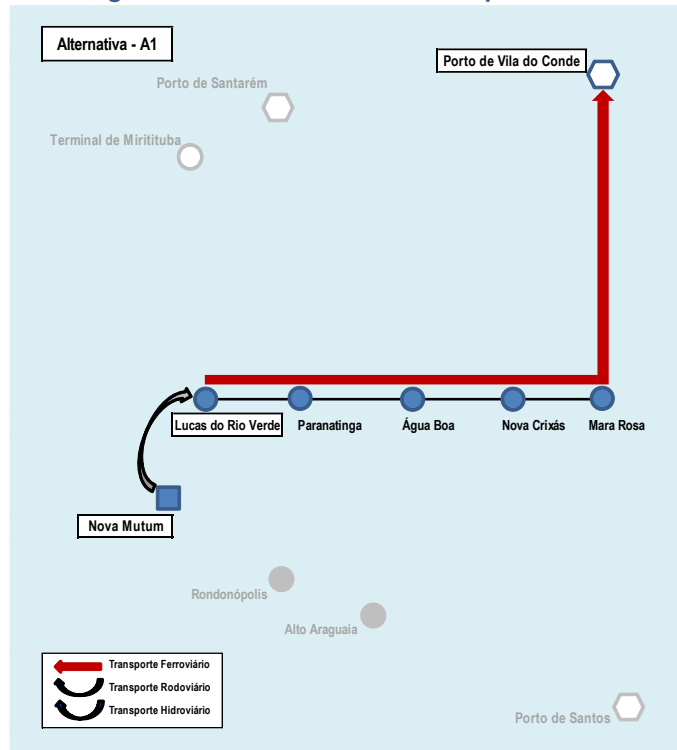 Alternativa - A1
Porto de Vila do Conde
Porto de Santarém
Terminal de Miritituba
Lucas do Rio Verde
Paranatinga
Água Boa
Nova Crixás
Mara Rosa
Nova Mutum
Rondonópolis
Alto Araguaia
Transporte Ferroviário
Transporte Rodoviário
Transporte Hidroviário
Porto de Santos